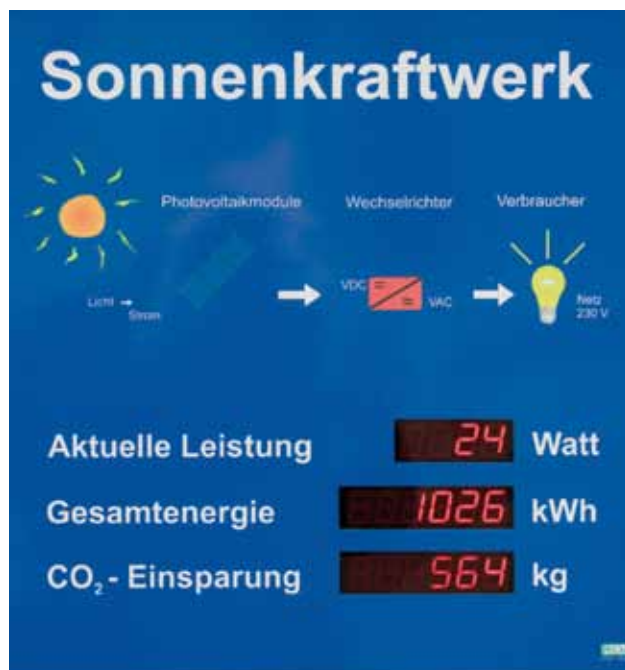 Sonnenkraftwerk
Photovoltaikmodule Wechselrichter Verbraucher
Licht → Strom
VDC
VAC
Netz
230 V
Aktuelle Leistung 24 Watt
Gesamtenergie 1026 kWh
CO₂- Einsparung 564 kg